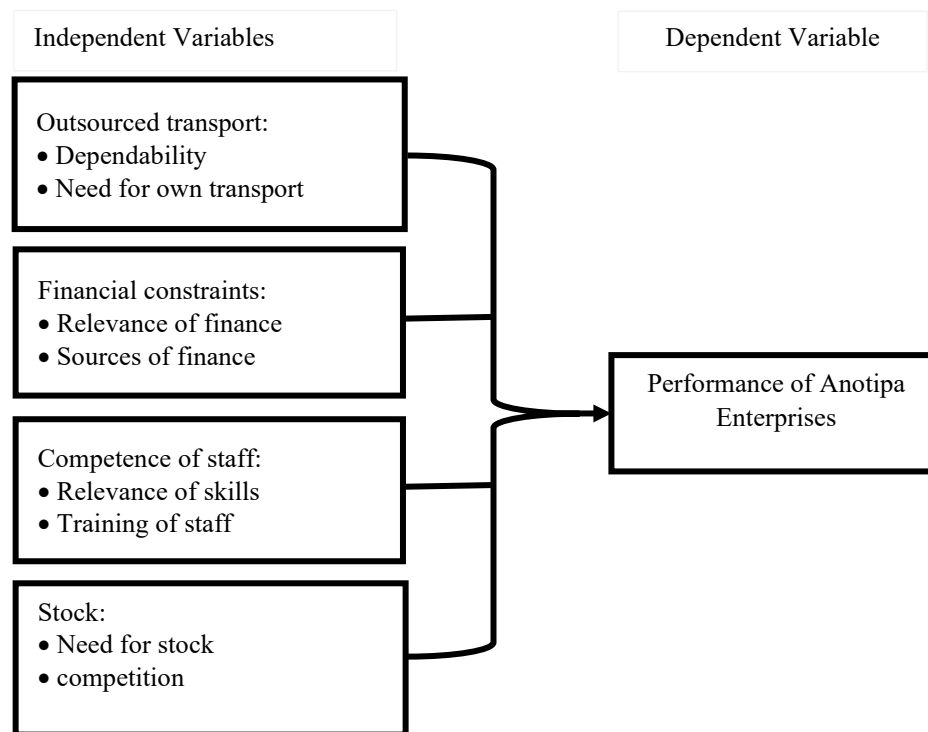 Independent Variables
Dependent Variable
Outsourced transport:
• Dependability
• Need for own transport
Financial constraints:
• Relevance of finance
• Sources of finance
Competence of staff:
• Relevance of skills
• Training of staff
Stock:
• Need for stock
• competition
Performance of Anotipa
Enterprises